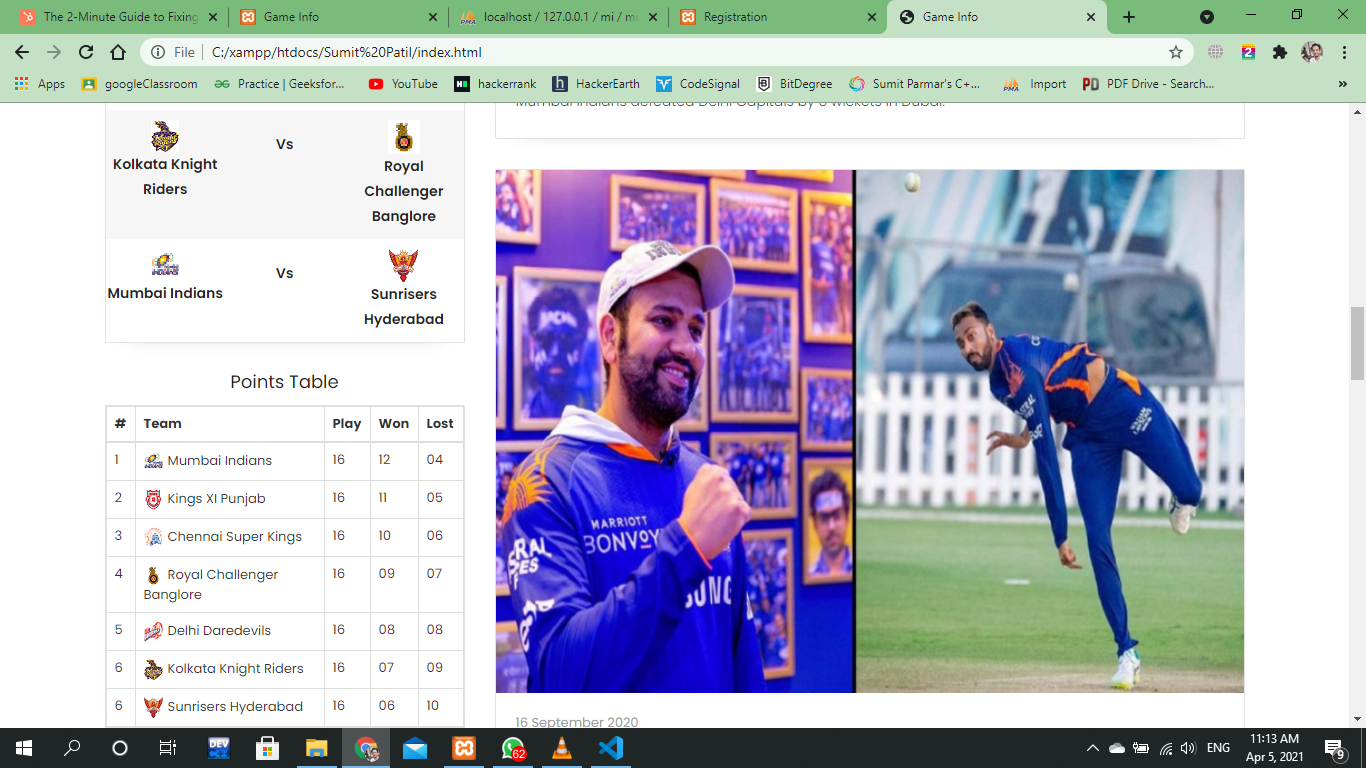 The 2-Minute Guide to Fixing
Game Info
localhost / 127.0.0.1 / mi / mi
Registration
Game Info
File
C:/xampp/htdocs/Sumit%20Patil/index.html
Apps
googleClassroom
Practice | Geeksfor...
YouTube
hackerrank
HackerEarth
CodeSignal
BitDegree
Sumit Parmar's C+...
Import
PDF Drive - Search...
»
Mumbai Indians defeated Delhi Capitals by 5 wickets in Dubai.
Kolkata Knight
Riders
Vs
Royal
Challenger
Banglore
Mumbai Indians
Vs
Sunrisers
Hyderabad
Points Table
# Team Play Won Lost
1 Mumbai Indians 16 12 04
2 Kings XI Punjab 16 11 05
3 Chennai Super Kings 16 10 06
4 Royal Challenger 16 09 07
Banglore
5 Delhi Daredevils 16 08 08
6 Kolkata Knight Riders 16 07 09
6 Sunrisers Hyderabad 16 06 10
MARRIOTT
BONVOY
16 September 2020
DEV
62
ENG
11:13 AM
Apr 5, 2021
9